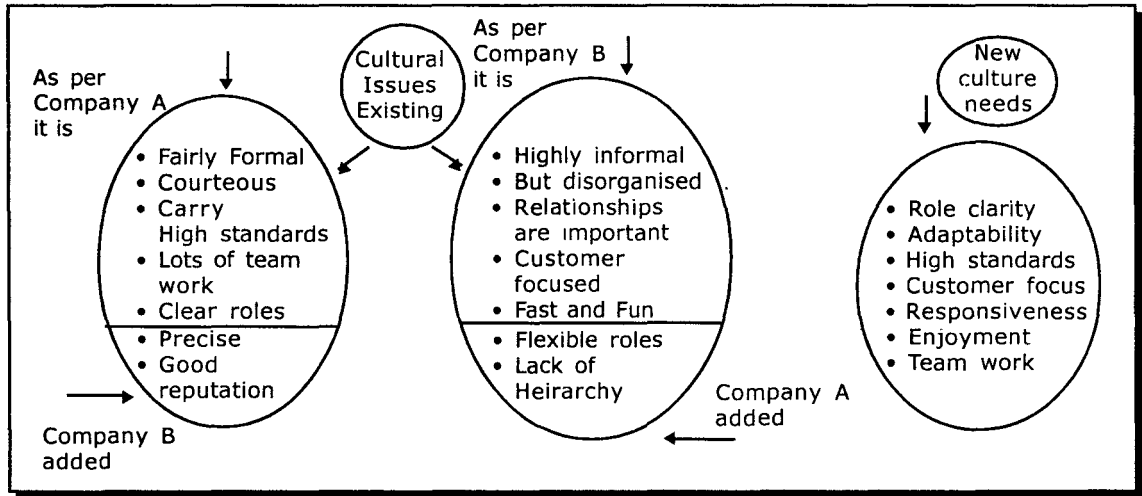 As per
Company A
it is
• Fairly Formal
• Courteous
• Carry
High standards
• Lots of team
work
• Clear roles
• Precise
• Good
reputation
Company B
added
Cultural
Issues
Existing
As per
Company B
it is
• Highly informal
• But disorganised
• Relationships
are important
• Customer
focused
• Fast and Fun
• Flexible roles
• Lack of
Heirarchy
Company A
added
New
culture
needs
• Role clarity
• Adaptability
• High standards
• Customer focus
• Responsiveness
• Enjoyment
• Team work